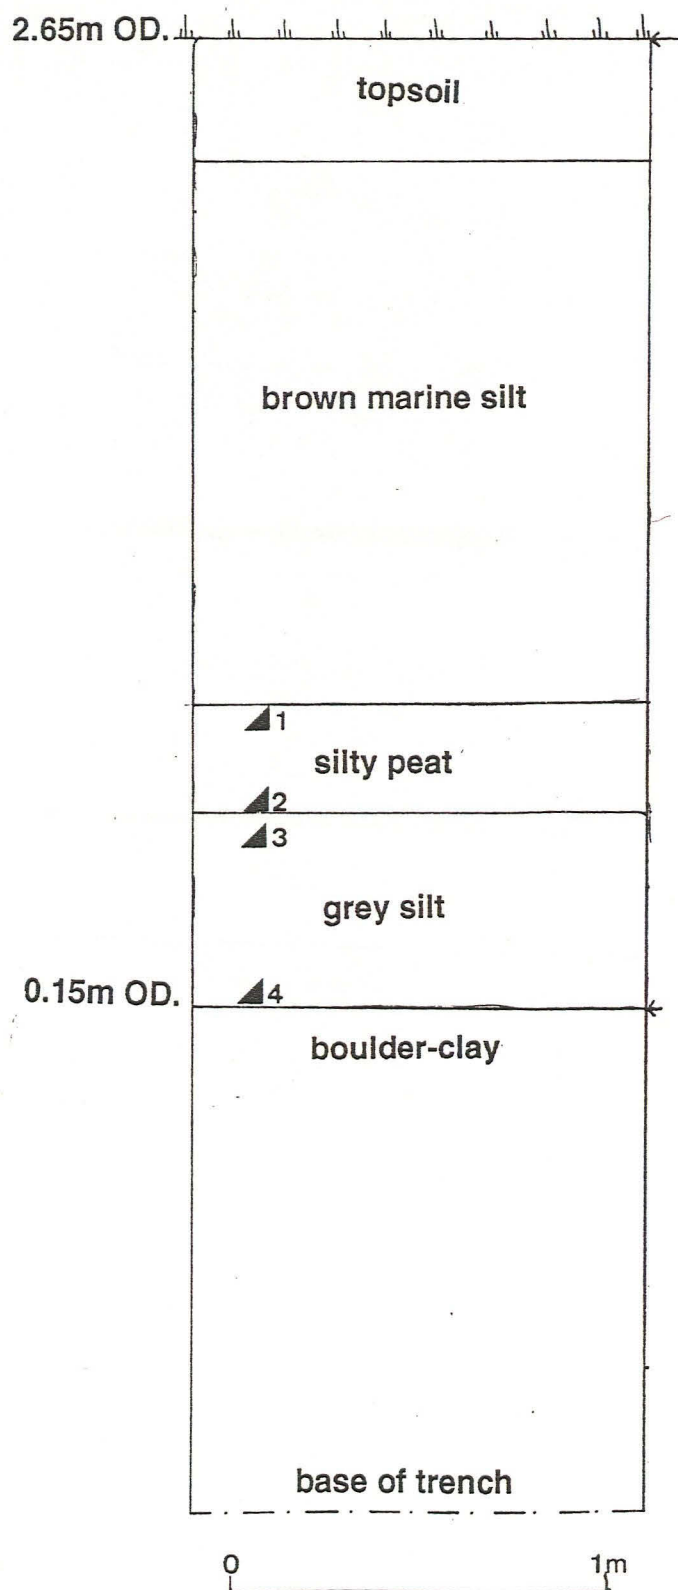 2.65m OD.
topsoil
brown marine silt
1
silty peat
2
3
grey silt
0.15m OD.
4
boulder-clay
base of trench
0 1m